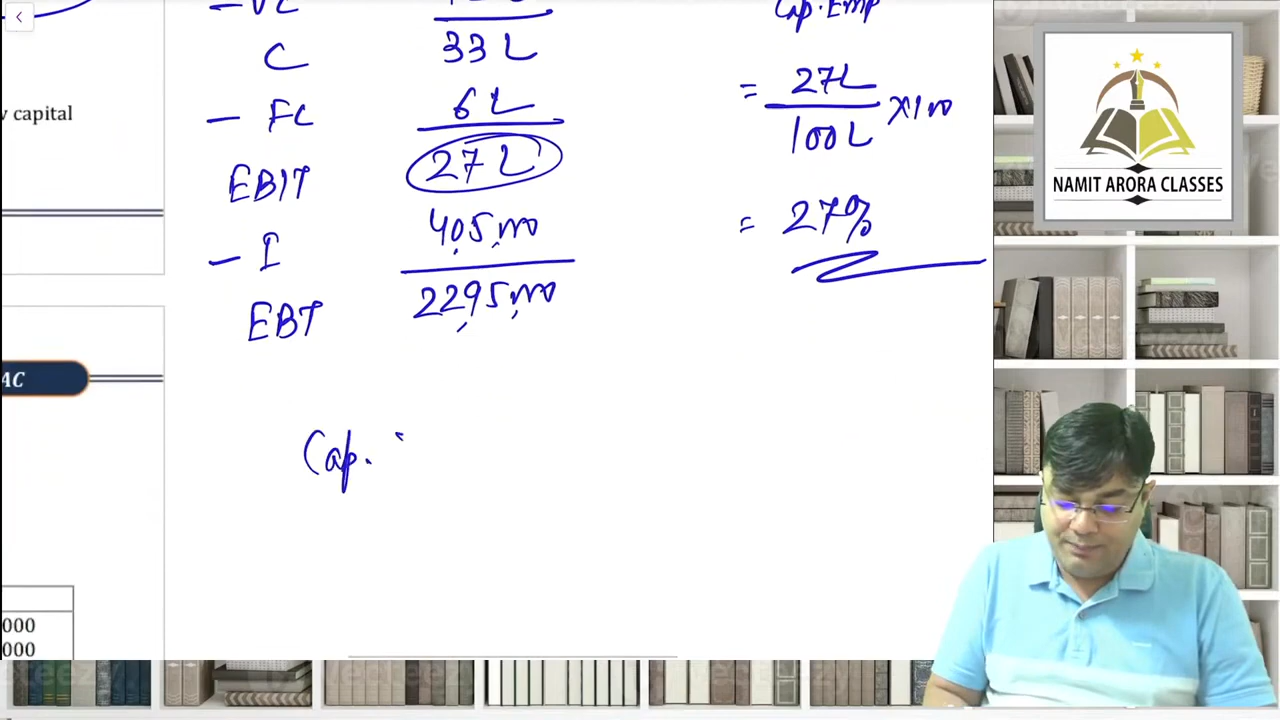 - VC
C 33 L
- FC 6 L
EBIT 27 L
- I 405,000
EBT 2295,000
Cap. Emp
= 27L / 100L × 100
= 27%
Cap.
v capital
AC
000
000
NAMIT ARORA CLASSES